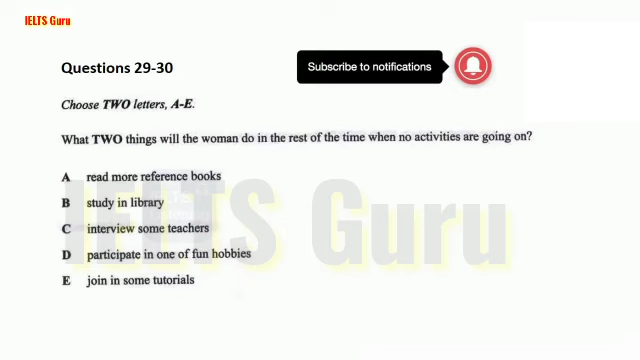 IELTS Guru
Questions 29-30
Subscribe to notifications
Choose TWO letters, A-E.
What TWO things will the woman do in the rest of the time when no activities are going on?
A read more reference books
B study in library
C interview some teachers
D participate in one of fun hobbies
E join in some tutorials
IELTS Guru